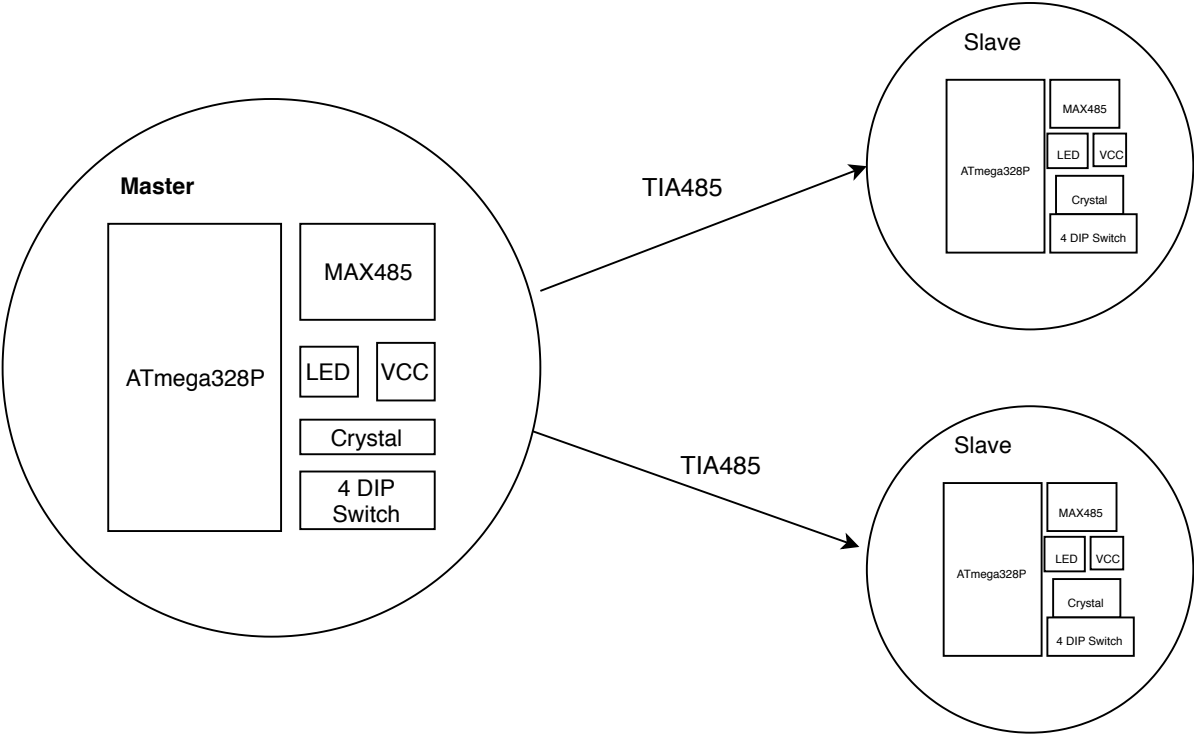 Master
ATmega328P
MAX485
LED
VCC
Crystal
4 DIP
Switch
TIA485
TIA485
Slave
ATmega328P
MAX485
LED
VCC
Crystal
4 DIP Switch
Slave
ATmega328P
MAX485
LED
VCC
Crystal
4 DIP Switch